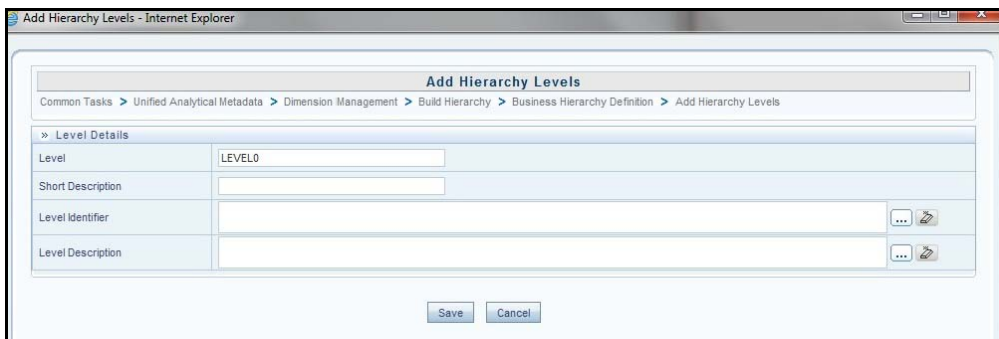 Add Hierarchy Levels - Internet Explorer
Add Hierarchy Levels
Common Tasks > Unified Analytical Metadata > Dimension Management > Build Hierarchy > Business Hierarchy Definition > Add Hierarchy Levels
» Level Details
Level LEVEL0
Short Description
Level Identifier ...
Level Description ...
Save Cancel